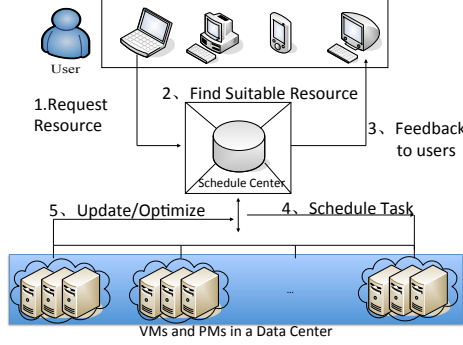 User
1.Request
Resource
2、Find Suitable Resource
3、Feedback
to users
Schedule Center
5、Update/Optimize
4、Schedule Task
...
VMs and PMs in a Data Center